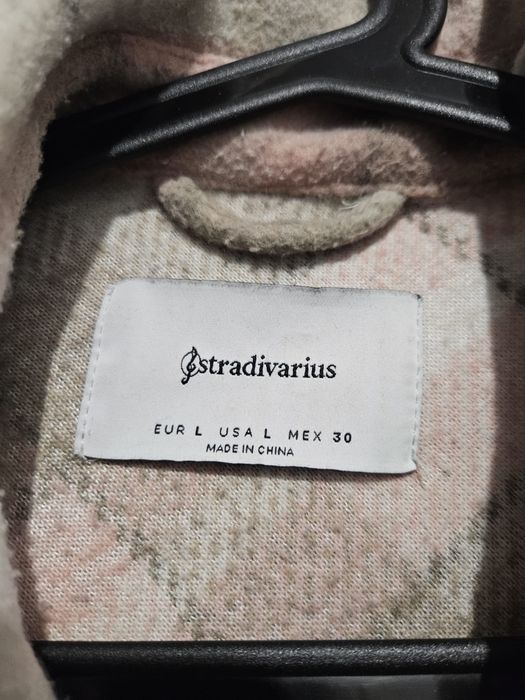 stradivarius
EUR L USA L MEX 30
MADE IN CHINA